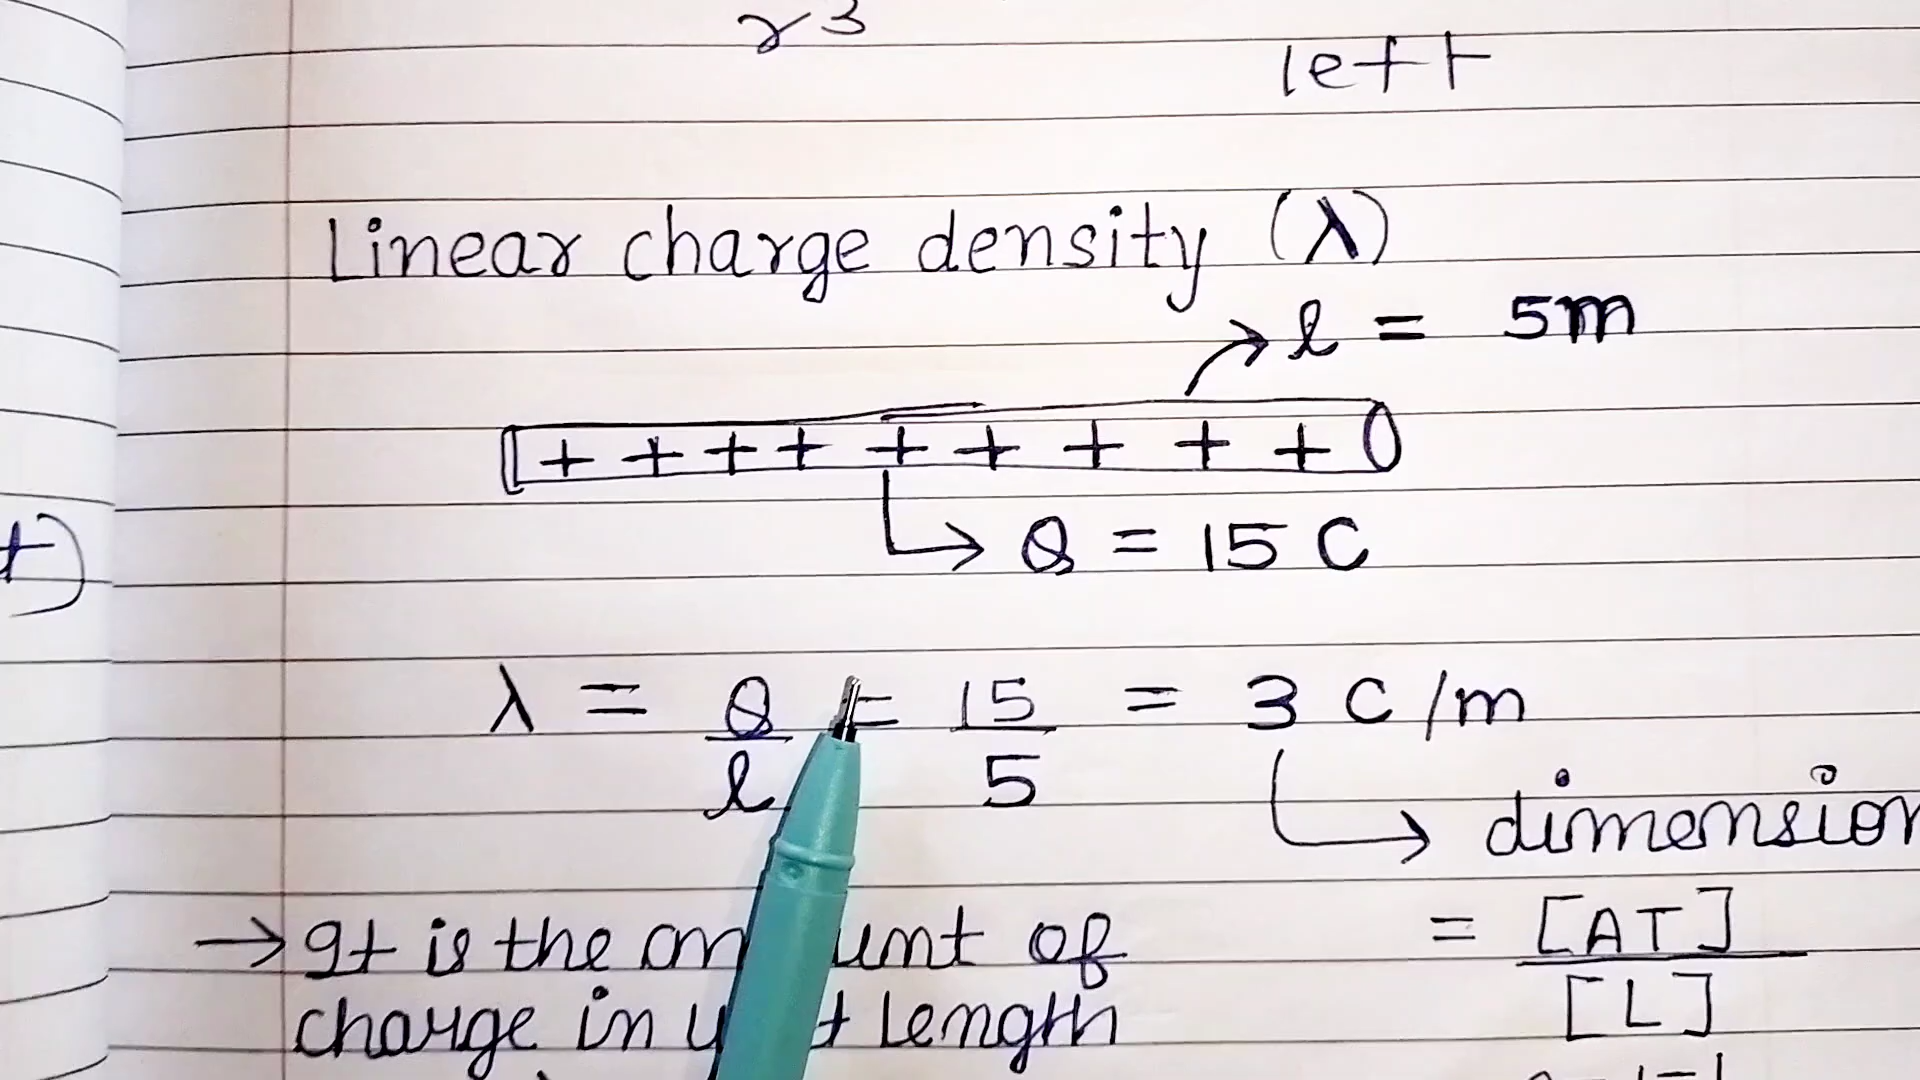 r3
left
Linear charge density (λ)
l = 5m
+ + + + + + + + +
Q = 15 C
t)
λ = Q/l = 15/5 = 3 C/m
dimension
= [AT]/[L]
→ It is the of
charge in length